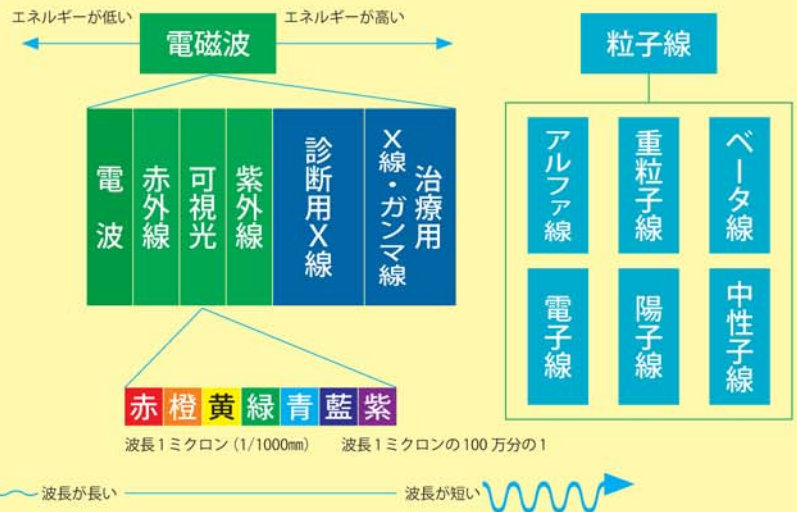 エネルギーが低い
電磁波
エネルギーが高い
粒子線
電波
赤外線
可視光
紫外線
診断用X線
治療用
X線・ガンマ線
アルファ線
重粒子線
ベータ線
電子線
陽子線
中性子線
赤橙黄緑青藍紫
波長1ミクロン(1/1000㎜)
波長1ミクロンの100万分の1
波長が長い
波長が短い